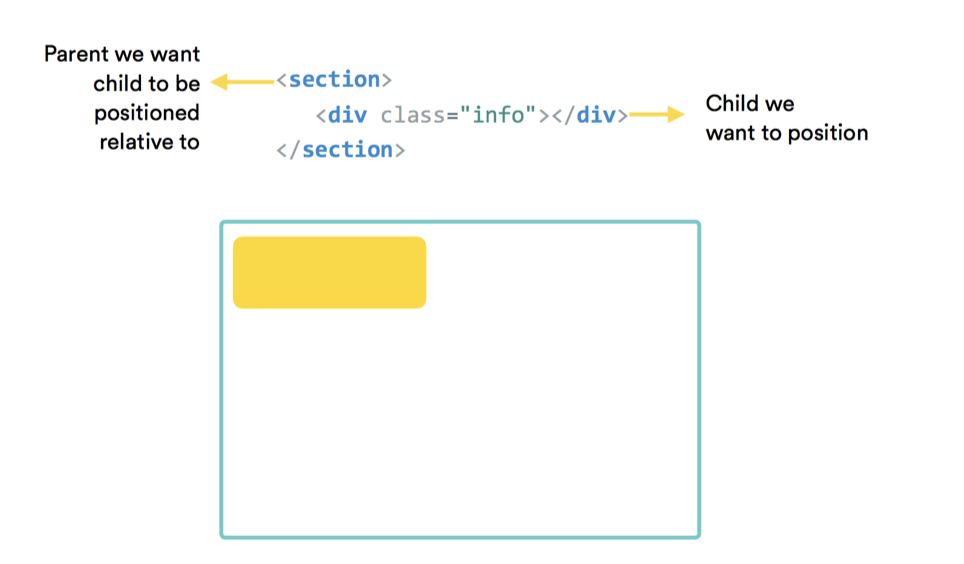 Parent we want
child to be
positioned
relative to
<section>
<div class="info"></div>
</section>
Child we
want to position